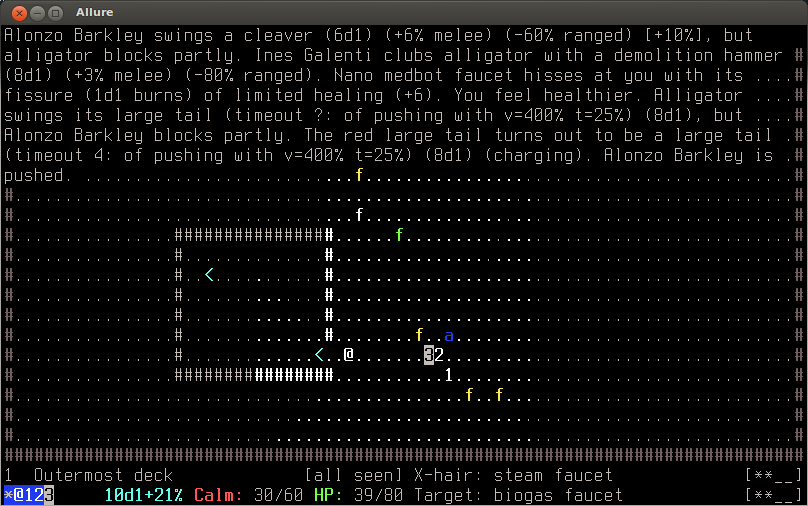 Allure
Alonzo Barkley swings a cleaver (6d1) (+6% melee) (-60% ranged) [+10%], but
alligator blocks partly. Ines Galenti clubs alligator with a demolition hammer
(8d1) (+3% melee) (-80% ranged). Nano medbot faucet hisses at you with its
fissure (1d1 burns) of limited healing (+6). You feel healthier. Alligator
swings its large tail (timeout ?: of pushing with v=400% t=25%) (8d1), but
Alonzo Barkley blocks partly. The red large tail turns out to be a large tail
(timeout 4: of pushing with v=400% t=25%) (8d1) (charging). Alonzo Barkley is
pushed. f
f
f
<
f a
< @ 32
1
f f
1 Outermost deck [all seen] X-hair: steam faucet [**__]
*@123 10d1+21% Calm: 30/60 HP: 39/80 Target: biogas faucet [**__]